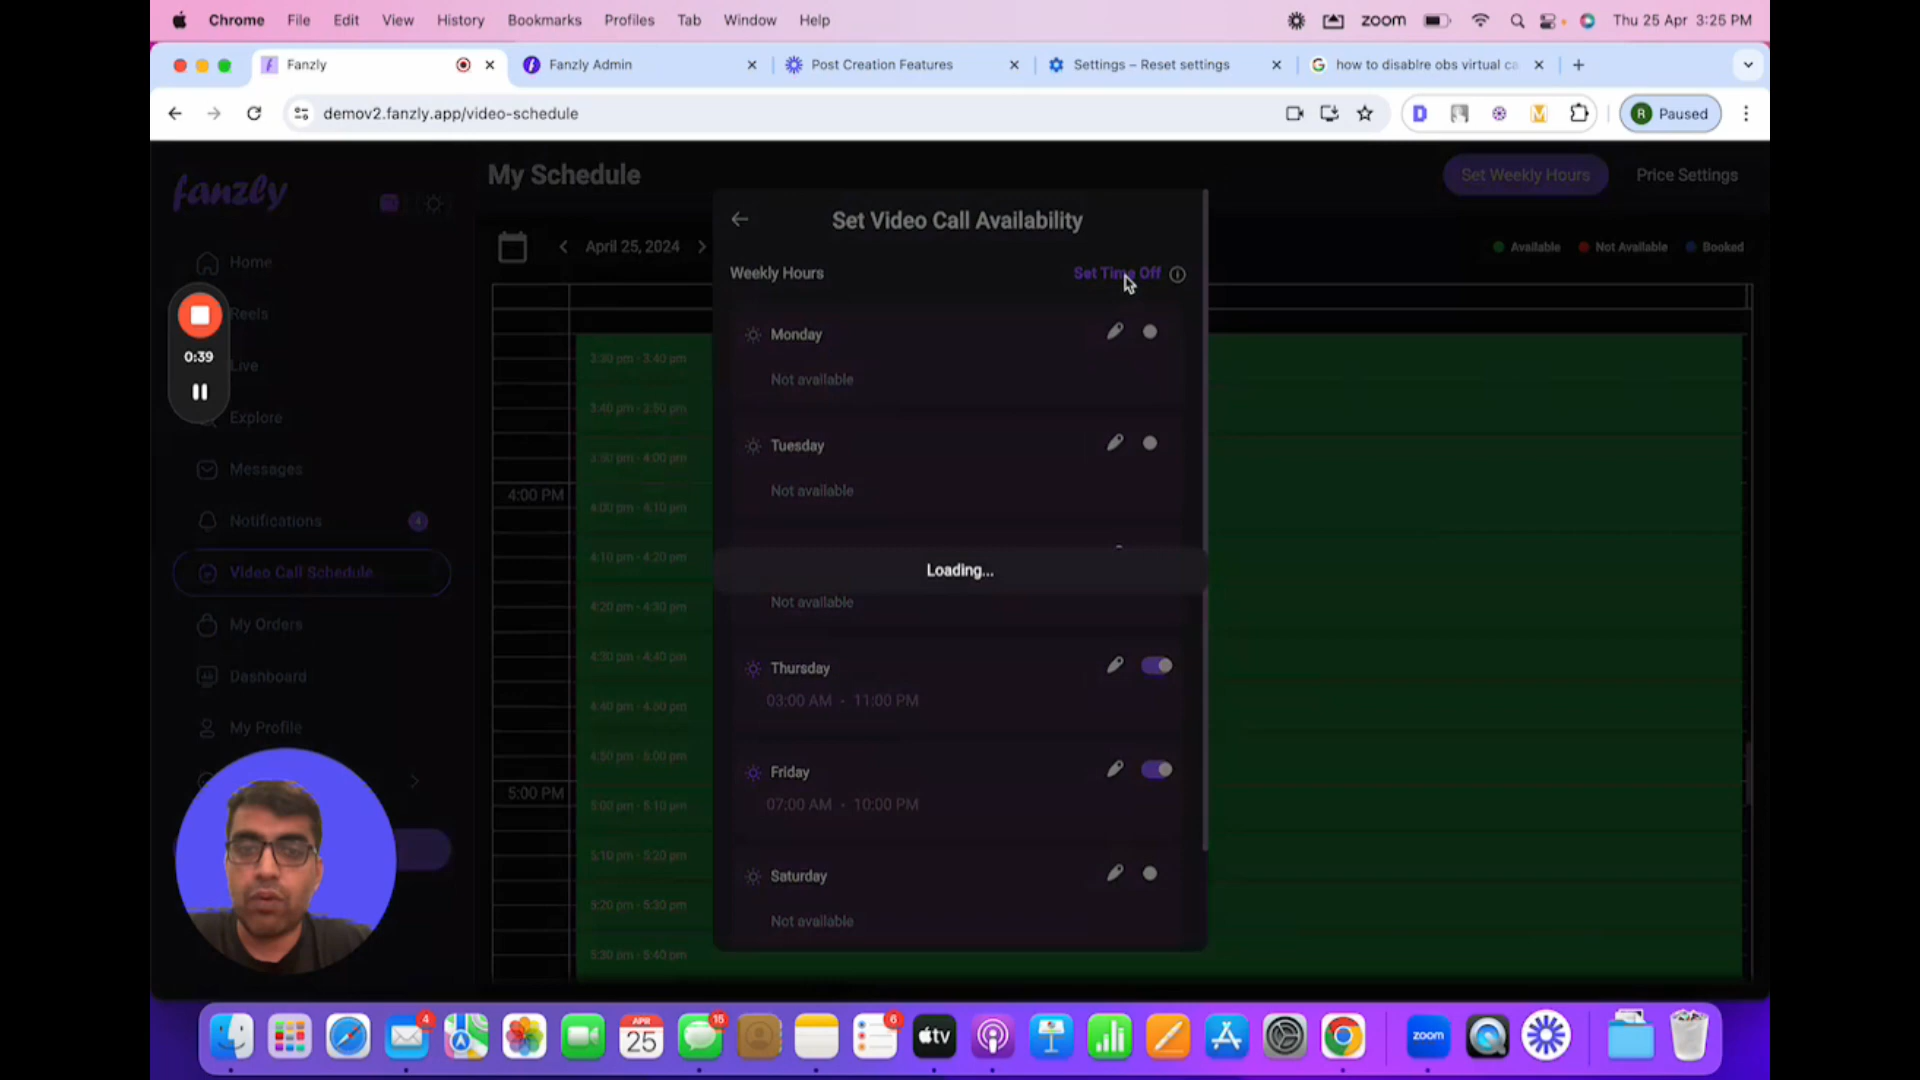 Chrome File Edit View History Bookmarks Profiles Tab Window Help zoom Thu 25 Apr 3:25 PM
Fanzly Fanzly Admin Post Creation Features Settings – Reset settings how to disablre obs virtual ca
demov2.fanzly.app/video-schedule R Paused
fanzly
My Schedule Set Weekly Hours Price Settings
Set Video Call Availability
April 25, 2024 Available Not Available Booked
Weekly Hours Set Time Off
Home
Reels
Live
Explore
Messages
Notifications 4
Video Call Schedule
My Orders
Dashboard
My Profile
0:39
3:30 pm - 3:40 pm
3:40 pm - 3:50 pm
3:50 pm - 4:00 pm
4:00 PM
4:00 pm - 4:10 pm
4:10 pm - 4:20 pm
4:20 pm - 4:30 pm
4:30 pm - 4:40 pm
4:40 pm - 4:50 pm
4:50 pm - 5:00 pm
5:00 PM
5:00 pm - 5:10 pm
5:10 pm - 5:20 pm
5:20 pm - 5:30 pm
5:30 pm - 5:40 pm
Monday
Not available
Tuesday
Not available
Loading...
Not available
Thursday
03:00 AM - 11:00 PM
Friday
07:00 AM - 10:00 PM
Saturday
Not available
4 APR 25 15 6 tv zoom